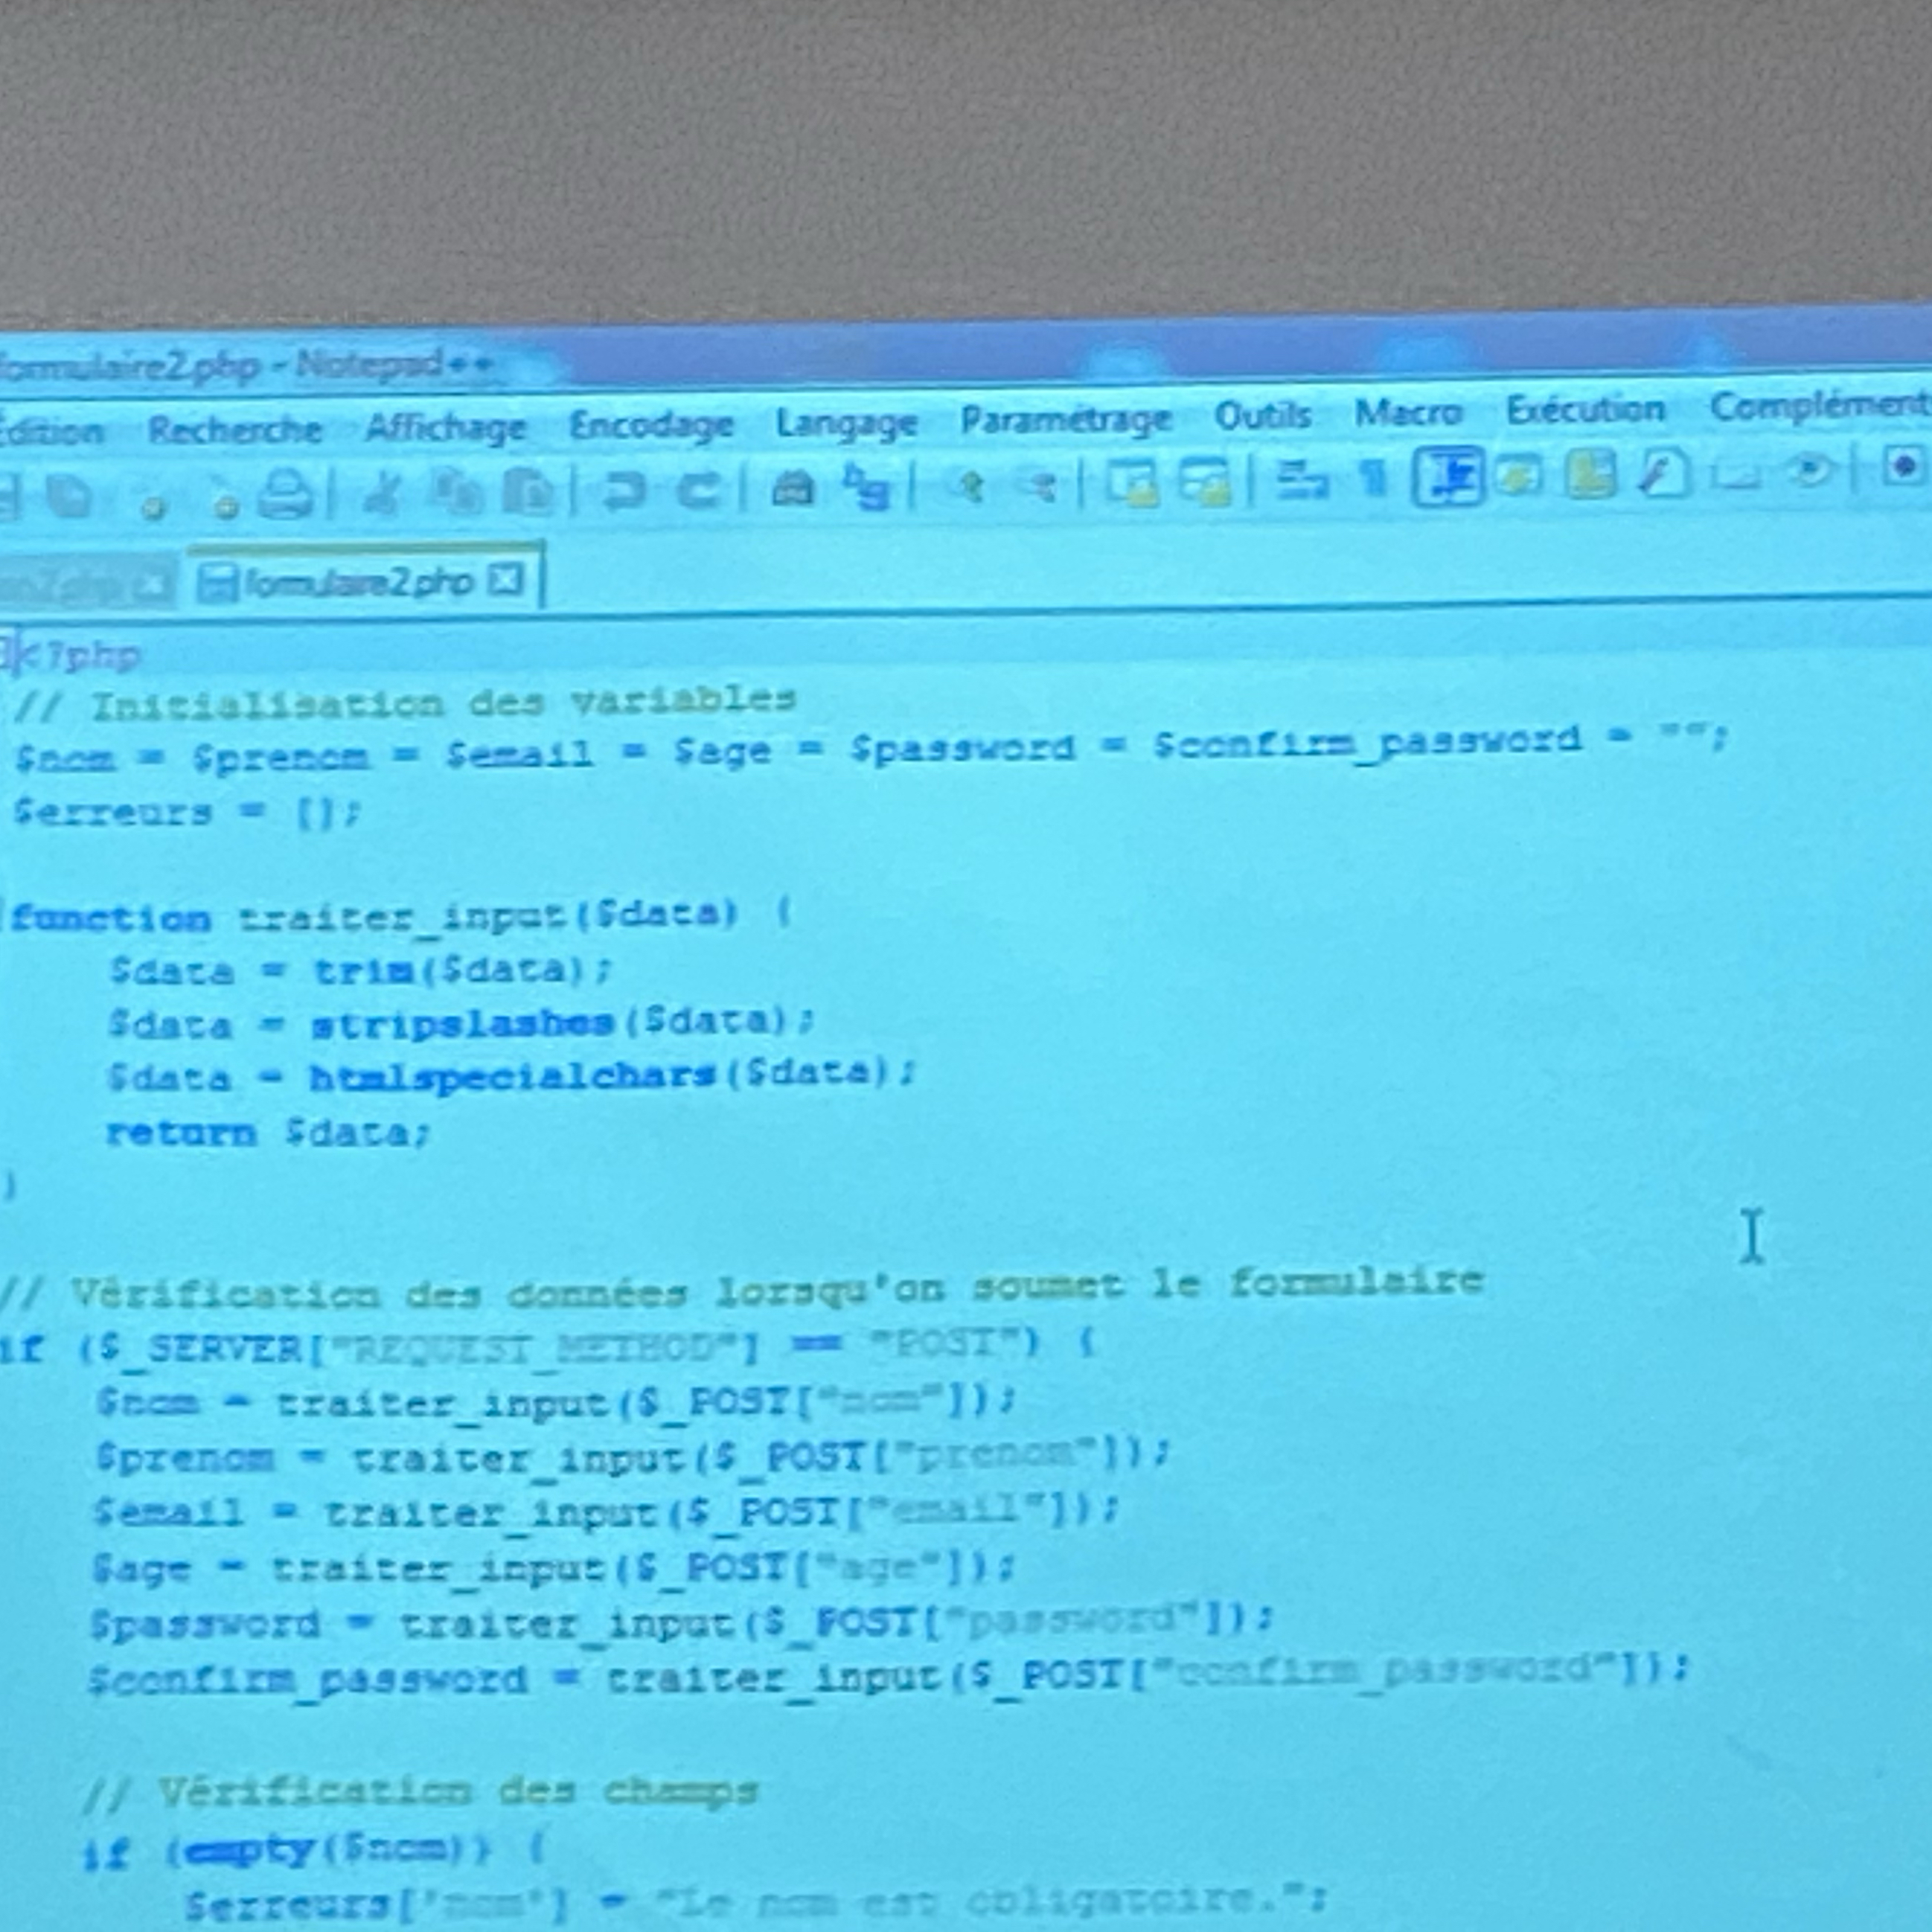 formulaire2.php - Notepad++
Édition Recherche Affichage Encodage Langage Paramétrage Outils Macro Exécution Complément
formulaire2.php
<?php
// Initialisation des variables
$nom = $prenom = $email = $age = $password = $confirm_password = "";
$erreurs = [];
function traiter_input($data) {
$data = trim($data);
$data = stripslashes($data);
$data = htmlspecialchars($data);
return $data;
}
// Vérification des données lorsqu'on soumet le formulaire
if ($_SERVER["REQUEST_METHOD"] == "POST") {
$nom = traiter_input($_POST["nom"]);
$prenom = traiter_input($_POST["prenom"]);
$email = traiter_input($_POST["email"]);
$age = traiter_input($_POST["age"]);
$password = traiter_input($_POST["password"]);
$confirm_password = traiter_input($_POST["confirm_password"]);
// Vérification des champs
if (empty($nom)) {
$erreurs['nom'] = "Le nom est obligatoire.";